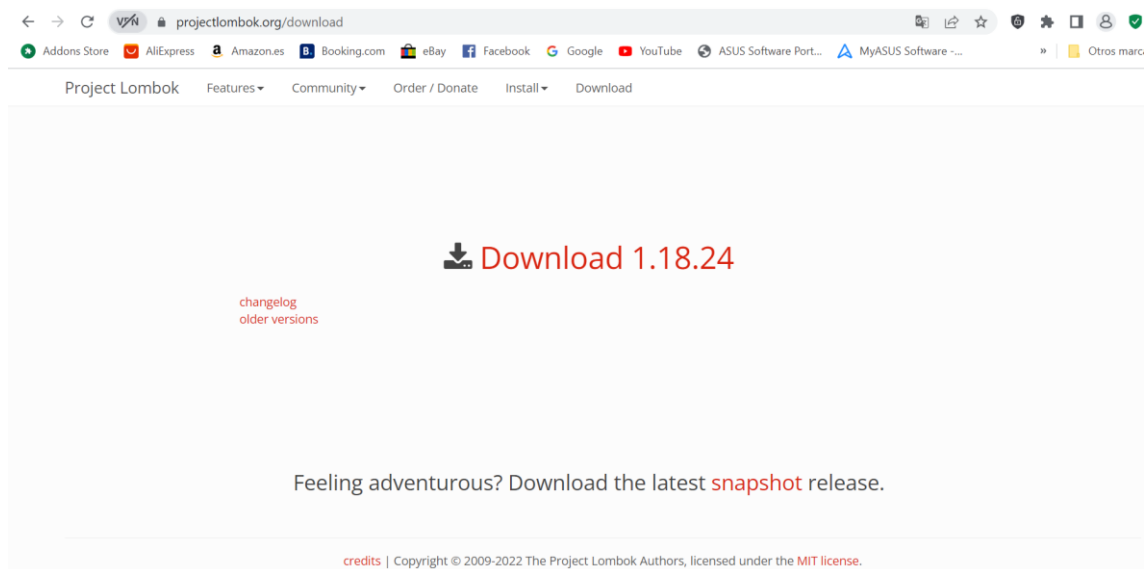 VPN projectlombok.org/download
Addons Store AliExpress Amazon.es Booking.com eBay Facebook Google YouTube ASUS Software Port... MyASUS Software -... » Otros marca
Project Lombok Features Community Order / Donate Install Download
Download 1.18.24
changelog
older versions
Feeling adventurous? Download the latest snapshot release.
credits | Copyright © 2009-2022 The Project Lombok Authors, licensed under the MIT license.